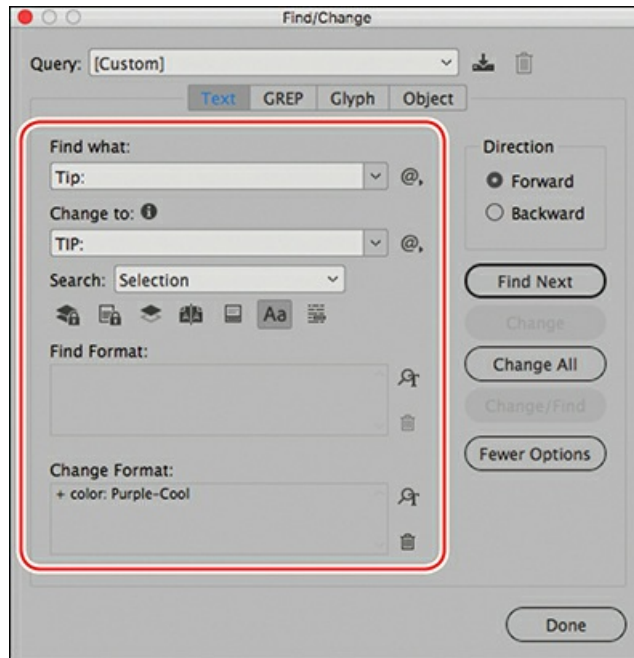 Find/Change
Query: [Custom]
Text GREP Glyph Object
Find what:
Tip:
@,
Change to:
TIP:
@,
Search: Selection
Aa
Find Format:
Change Format:
+ color: Purple-Cool
Direction
Forward
Backward
Find Next
Change
Change All
Change/Find
Fewer Options
Done